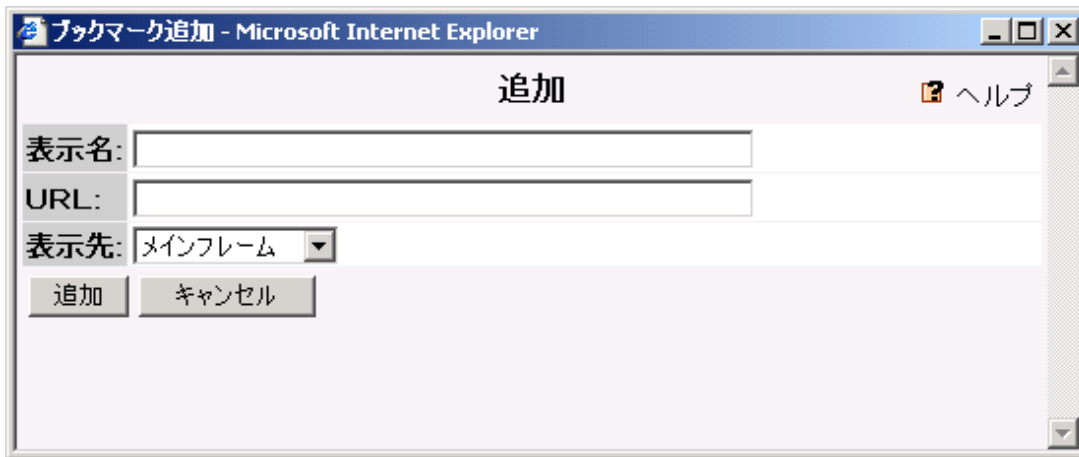 ブックマーク追加 - Microsoft Internet Explorer
追加
ヘルプ
表示名:
URL:
表示先: メインフレーム
追加 キャンセル